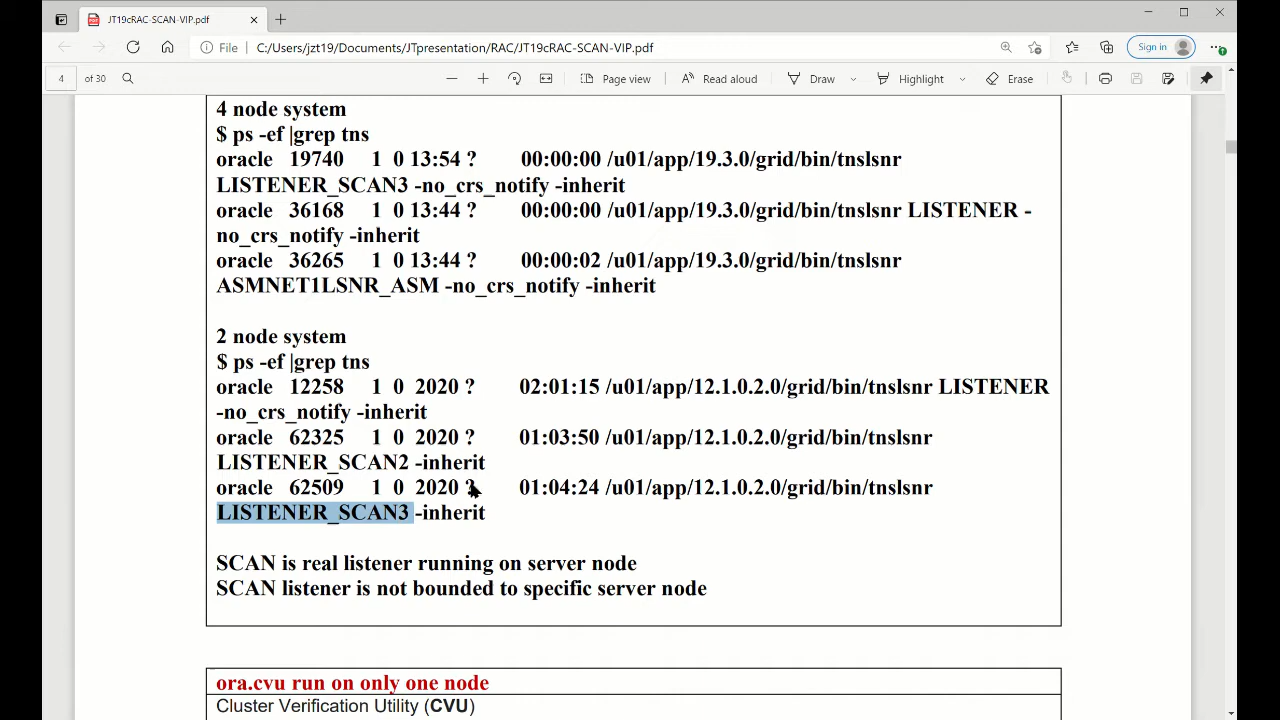 JT19cRAC-SCAN-VIP.pdf
File
C:/Users/jzt19/Documents/JTpresentation/RAC/JT19cRAC-SCAN-VIP.pdf
Sign in
4 of 30
Page view
Read aloud
Draw
Highlight
Erase
4 node system
$ ps -ef |grep tns
oracle 19740 1 0 13:54 ? 00:00:00 /u01/app/19.3.0/grid/bin/tnslsnr
LISTENER_SCAN3 -no_crs_notify -inherit
oracle 36168 1 0 13:44 ? 00:00:00 /u01/app/19.3.0/grid/bin/tnslsnr LISTENER -
no_crs_notify -inherit
oracle 36265 1 0 13:44 ? 00:00:02 /u01/app/19.3.0/grid/bin/tnslsnr
ASMNET1LSNR_ASM -no_crs_notify -inherit
2 node system
$ ps -ef |grep tns
oracle 12258 1 0 2020 ? 02:01:15 /u01/app/12.1.0.2.0/grid/bin/tnslsnr LISTENER
-no_crs_notify -inherit
oracle 62325 1 0 2020 ? 01:03:50 /u01/app/12.1.0.2.0/grid/bin/tnslsnr
LISTENER_SCAN2 -inherit
oracle 62509 1 0 2020 ? 01:04:24 /u01/app/12.1.0.2.0/grid/bin/tnslsnr
LISTENER_SCAN3 -inherit
SCAN is real listener running on server node
SCAN listener is not bounded to specific server node
ora.cvu run on only one node
Cluster Verification Utility (CVU)